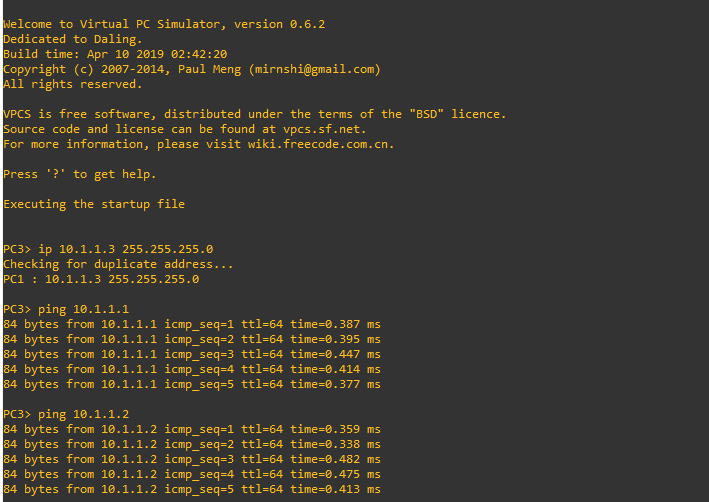 Welcome to Virtual PC Simulator, version 0.6.2
Dedicated to Daling.
Build time: Apr 10 2019 02:42:20
Copyright (c) 2007-2014, Paul Meng (mirnshi@gmail.com)
All rights reserved.
VPCS is free software, distributed under the terms of the "BSD" licence.
Source code and license can be found at vpcs.sf.net.
For more information, please visit wiki.freecode.com.cn.
Press '?' to get help.
Executing the startup file
PC3> ip 10.1.1.3 255.255.255.0
Checking for duplicate address...
PC1 : 10.1.1.3 255.255.255.0
PC3> ping 10.1.1.1
84 bytes from 10.1.1.1 icmp_seq=1 ttl=64 time=0.387 ms
84 bytes from 10.1.1.1 icmp_seq=2 ttl=64 time=0.395 ms
84 bytes from 10.1.1.1 icmp_seq=3 ttl=64 time=0.447 ms
84 bytes from 10.1.1.1 icmp_seq=4 ttl=64 time=0.414 ms
84 bytes from 10.1.1.1 icmp_seq=5 ttl=64 time=0.377 ms
PC3> ping 10.1.1.2
84 bytes from 10.1.1.2 icmp_seq=1 ttl=64 time=0.359 ms
84 bytes from 10.1.1.2 icmp_seq=2 ttl=64 time=0.338 ms
84 bytes from 10.1.1.2 icmp_seq=3 ttl=64 time=0.482 ms
84 bytes from 10.1.1.2 icmp_seq=4 ttl=64 time=0.475 ms
84 bytes from 10.1.1.2 icmp_seq=5 ttl=64 time=0.413 ms